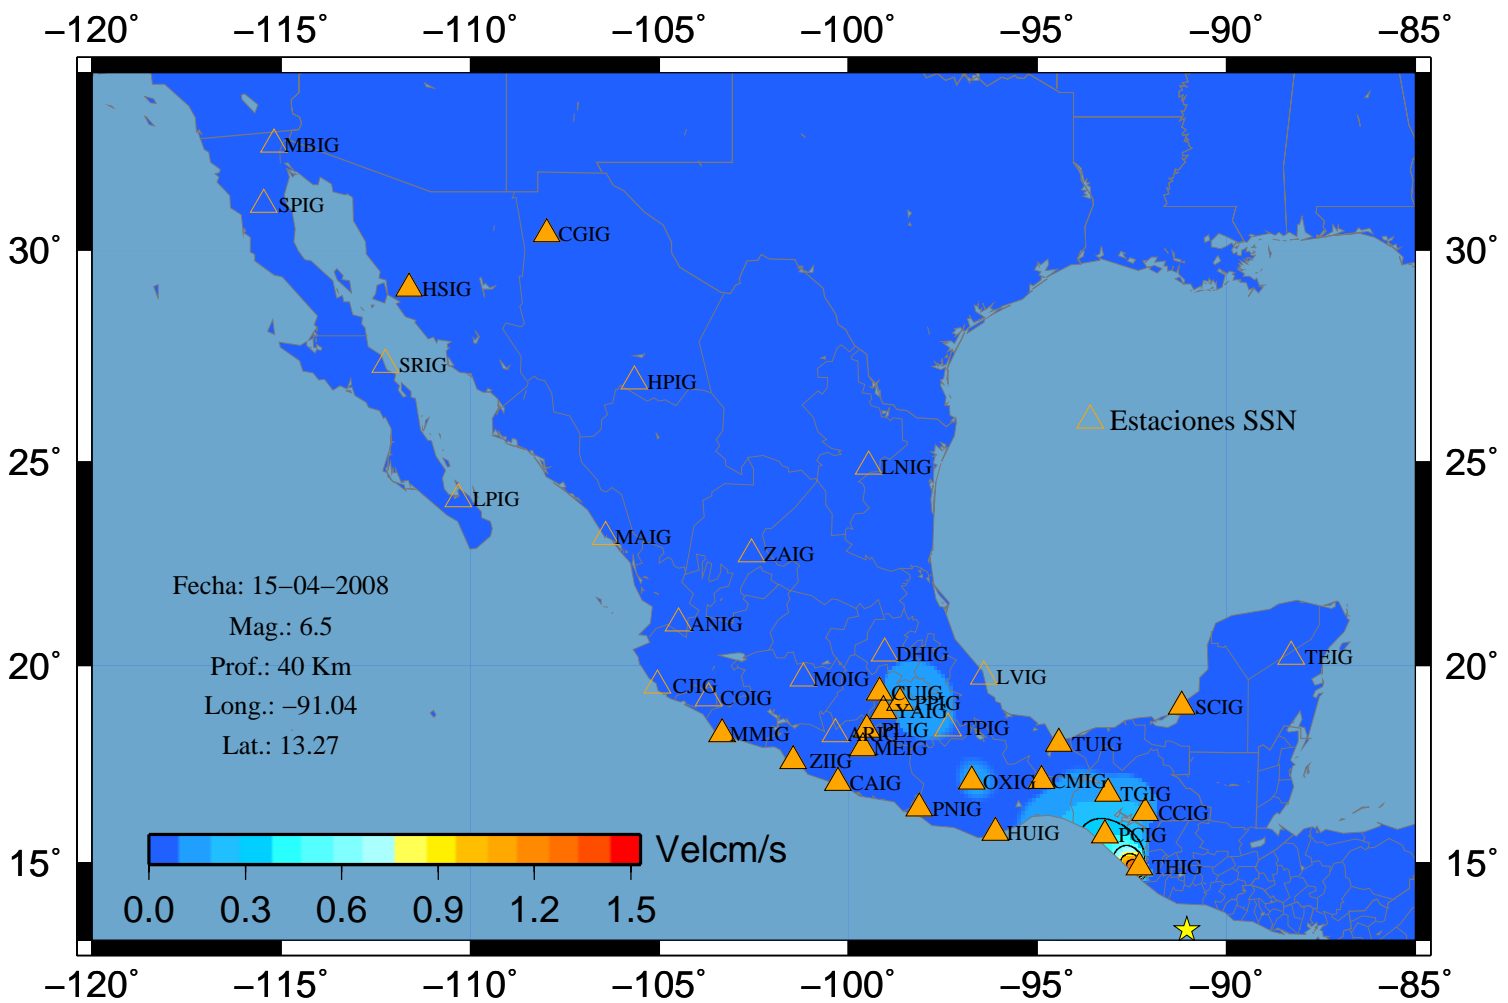 −120˚ −115˚ −110˚ −105˚ −100˚ −95˚ −90˚ −85˚
MBIG
SPIG
CGIG
30˚ 30˚
HSIG
SRIG
HPIG
Estaciones SSN
25˚ 25˚
LNIG
LPIG
MAIG
ZAIG
Fecha: 15−04−2008
Mag.: 6.5
Prof.: 40 Km
Long.: −91.04
Lat.: 13.27
ANIG
DHIG
TEIG
20˚ 20˚
MOIG
LVIG
CJIG
COIG
CUIG
PPIG
YAIG
SCIG
MMIG
ARIG
PLIG
TPIG
MEIG
TUIG
ZIIG
CAIG
OXIG
CMIG
TGIG
PNIG
CCIG
HUIG
PCIG
THIG
15˚ 15˚
Velcm/s
0.0 0.3 0.6 0.9 1.2 1.5
−120˚ −115˚ −110˚ −105˚ −100˚ −95˚ −90˚ −85˚